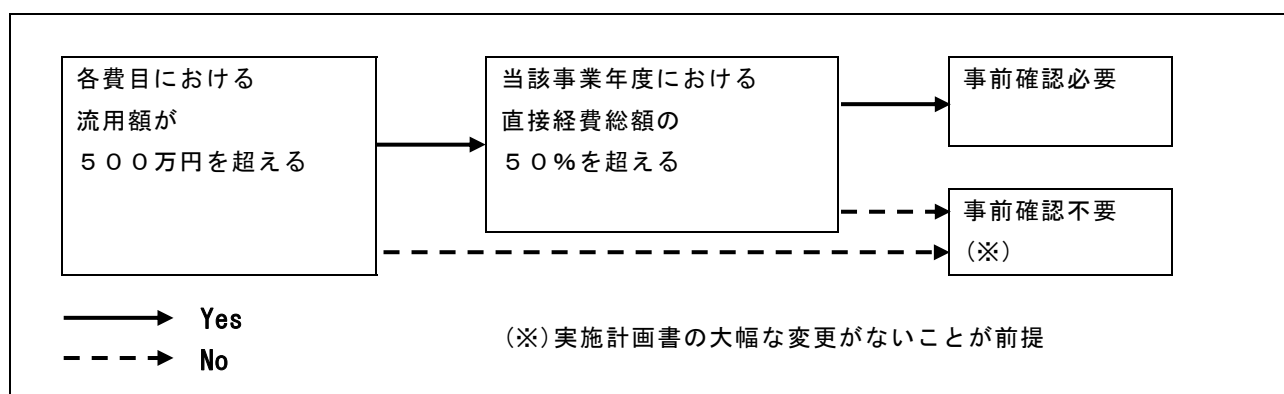 各費目における
流用額が
５００万円を超える
当該事業年度における
直接経費総額の
５０％を超える
事前確認必要
事前確認不要
(※)
Yes
No
(※)実施計画書の大幅な変更がないことが前提